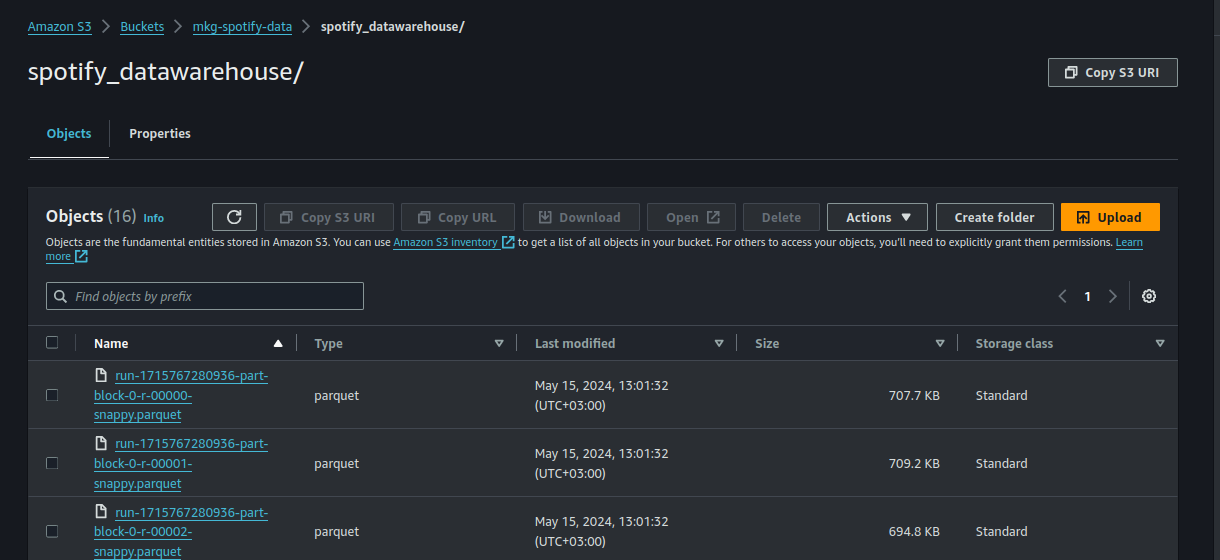 Amazon S3 > Buckets > mkg-spotify-data > spotify_datawarehouse/
spotify_datawarehouse/
Copy S3 URI
Objects
Properties
Objects (16) Info
Copy S3 URI
Copy URL
Download
Open
Delete
Actions
Create folder
Upload
Objects are the fundamental entities stored in Amazon S3. You can use Amazon S3 inventory to get a list of all objects in your bucket. For others to access your objects, you'll need to explicitly grant them permissions. Learn
more
Find objects by prefix
1
Name Type Last modified Size Storage class
run-1715767280936-part-
block-0-r-00000-
snappy.parquet
parquet
May 15, 2024, 13:01:32
(UTC+03:00)
707.7 KB
Standard
run-1715767280936-part-
block-0-r-00001-
snappy.parquet
parquet
May 15, 2024, 13:01:32
(UTC+03:00)
709.2 KB
Standard
run-1715767280936-part-
block-0-r-00002-
snappy.parquet
parquet
May 15, 2024, 13:01:32
(UTC+03:00)
694.8 KB
Standard